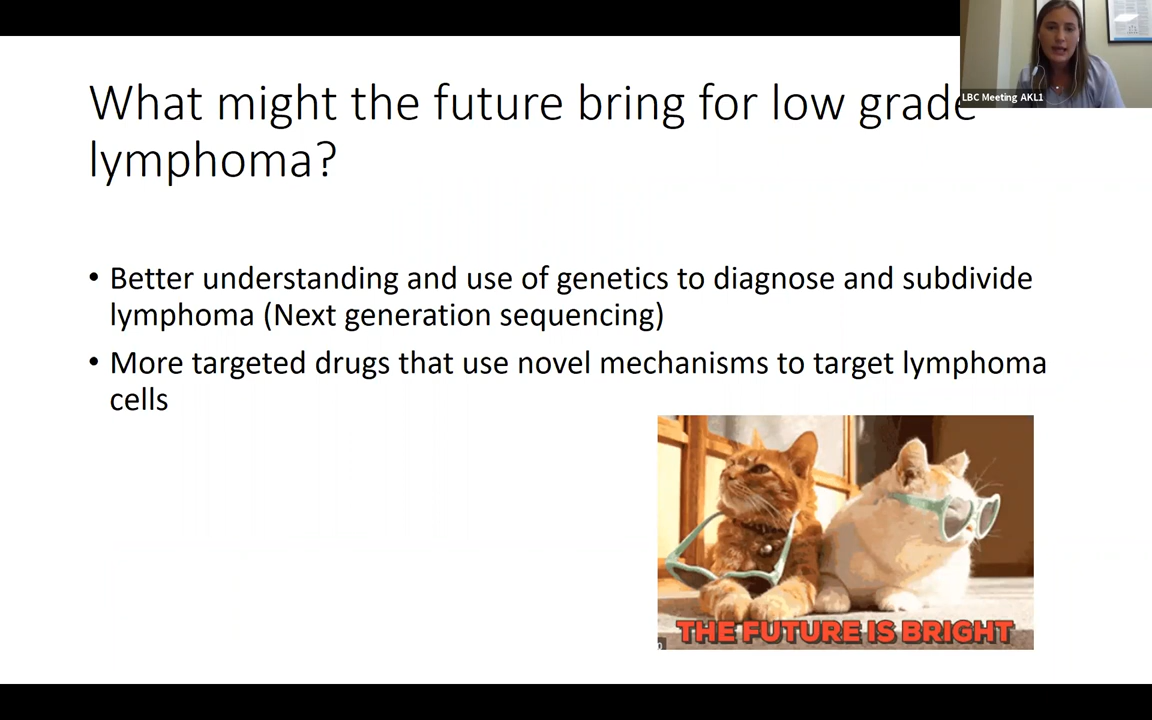 What might the future bring for low grade
lymphoma?
LBC Meeting AKL1
• Better understanding and use of genetics to diagnose and subdivide
lymphoma (Next generation sequencing)
• More targeted drugs that use novel mechanisms to target lymphoma
cells
THE FUTURE IS BRIGHT